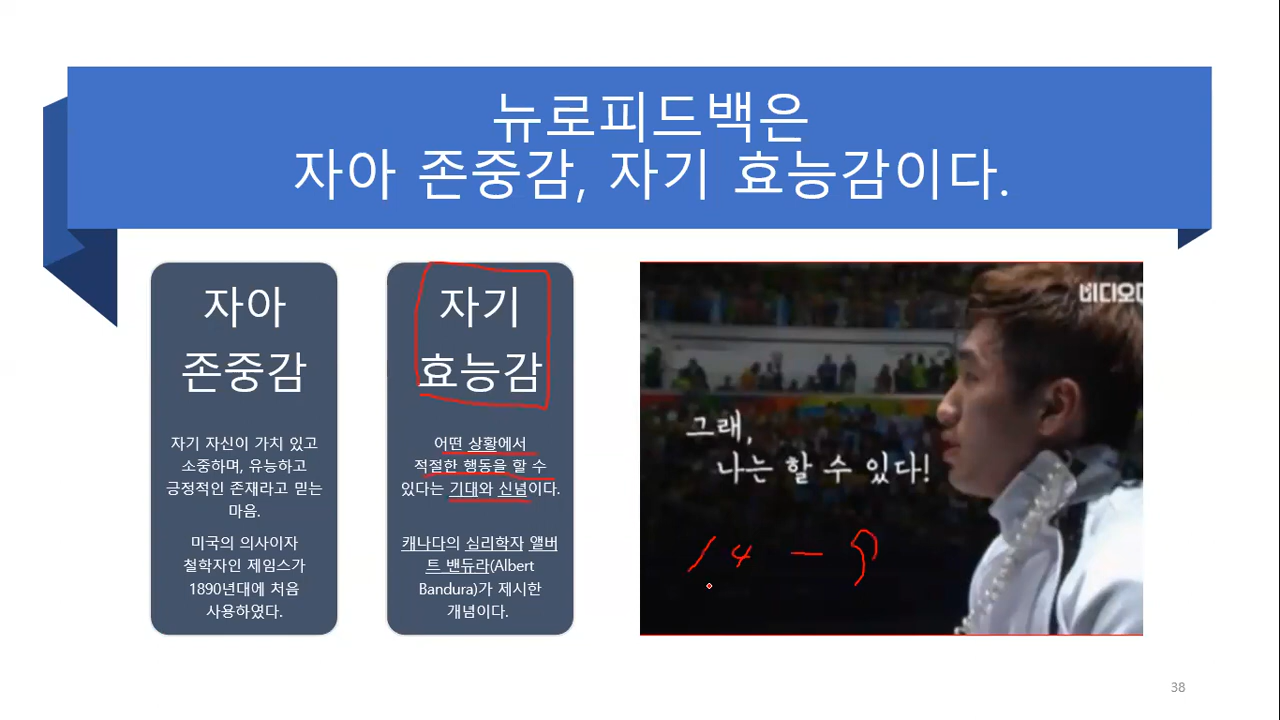 뉴로피드백은
자아 존중감, 자기 효능감이다.
자아
존중감
자기 자신이 가치 있고
소중하며, 유능하고
긍정적인 존재라고 믿는
마음.
미국의 의사이자
철학자인 제임스가
1890년대에 처음
사용하였다.
자기
효능감
어떤 상황에서
적절한 행동을 할 수
있다는 기대와 신념이다.
캐나다의 심리학자 앨버
트 밴듀라(Albert
Bandura)가 제시한
개념이다.
비디오
그래,
나는 할 수 있다!
14 – 9
38